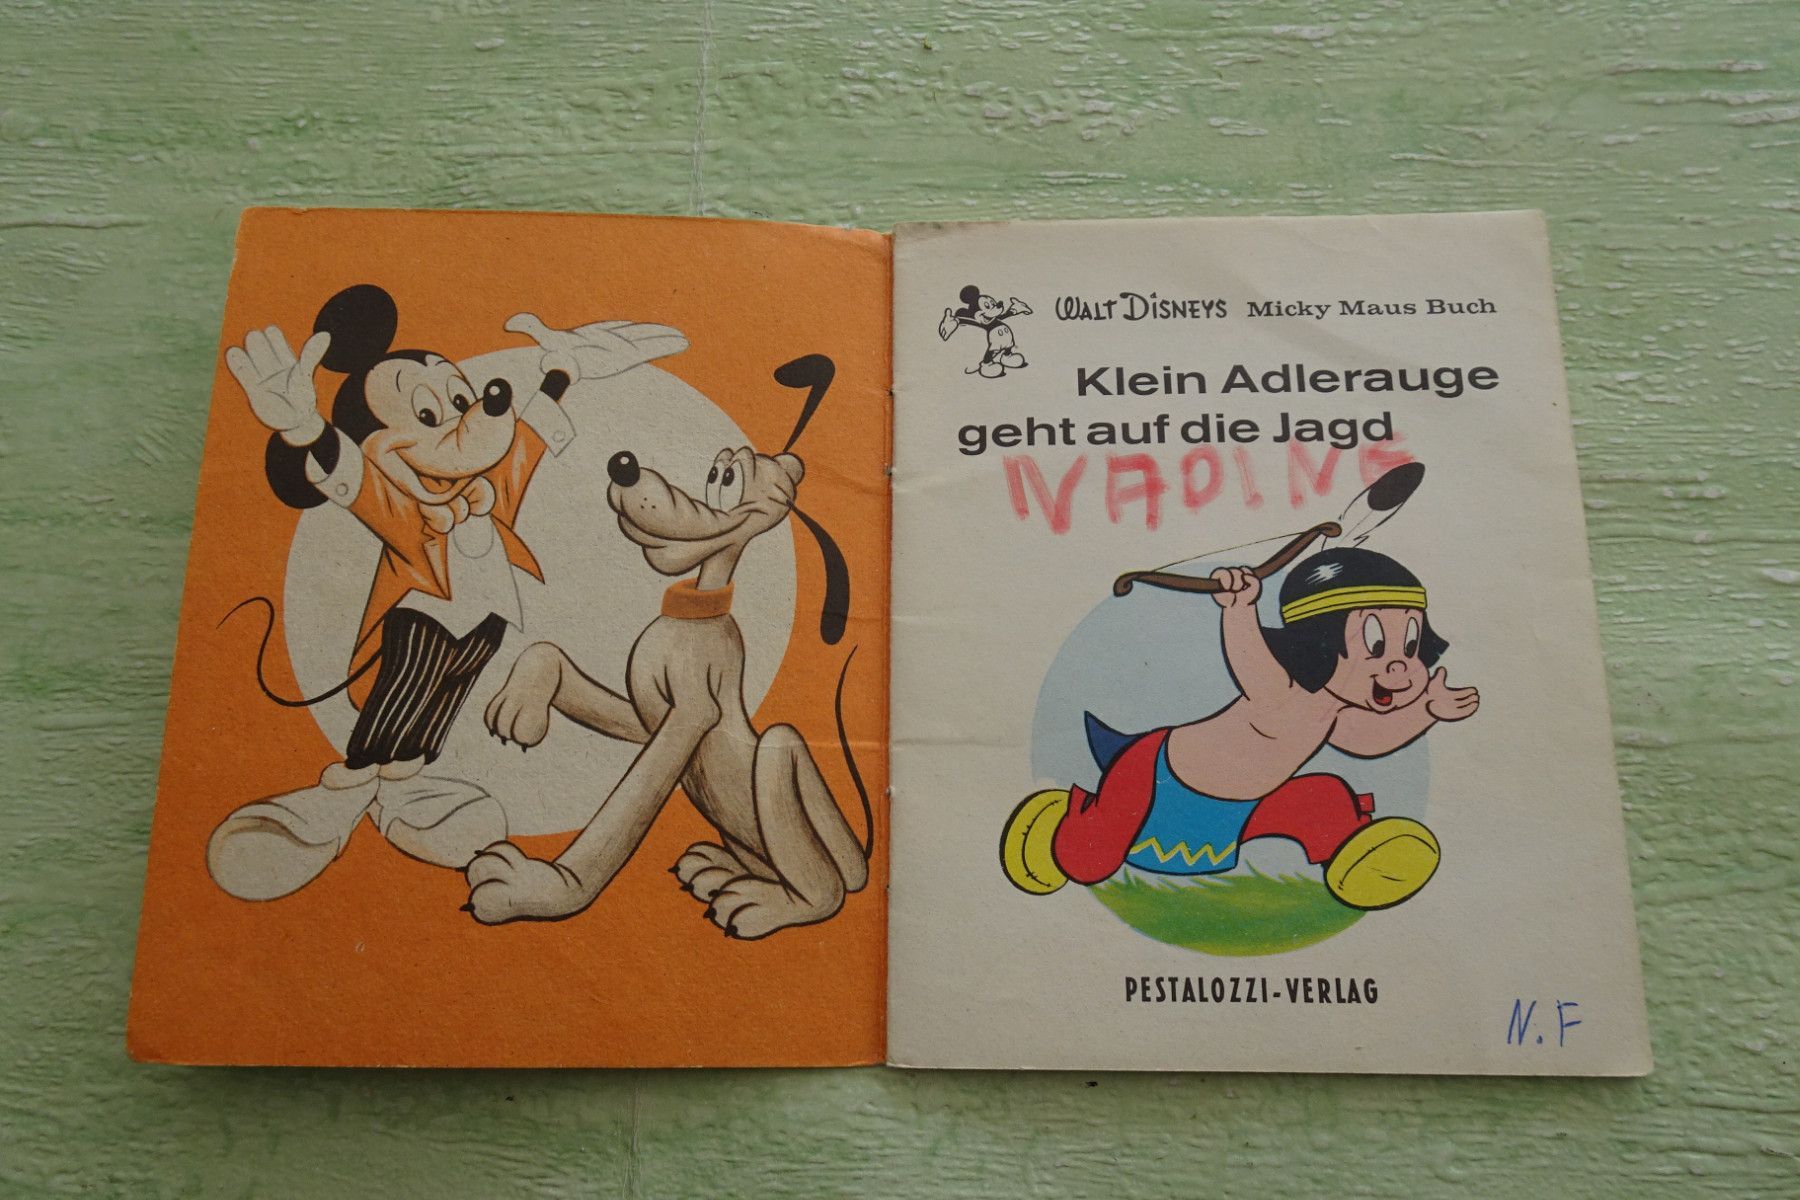 WALT DISNEYS Micky Maus Buch
Klein Adlerauge
geht auf die Jagd
NADINE
PESTALOZZI-VERLAG
N. F